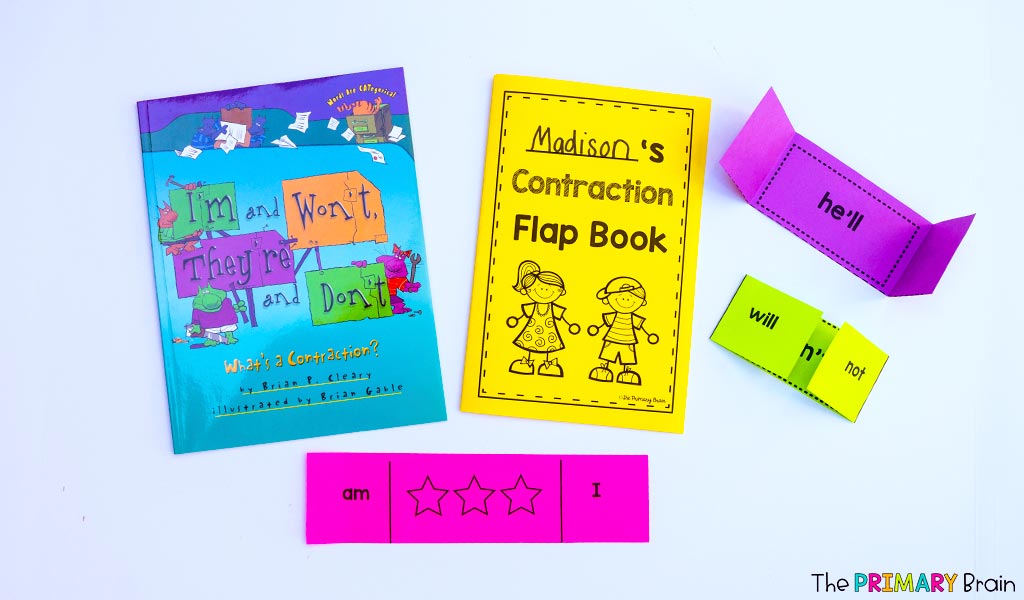 Words Are CATegorical
I'm and Won't,
They're
and Don't
What's a Contraction?
by Brian P. Cleary
illustrated by Brian Gable
Madison's
Contraction
Flap Book
©The Primary Brain
he'll
will
n'
not
am
I
The PRIMARY Brain